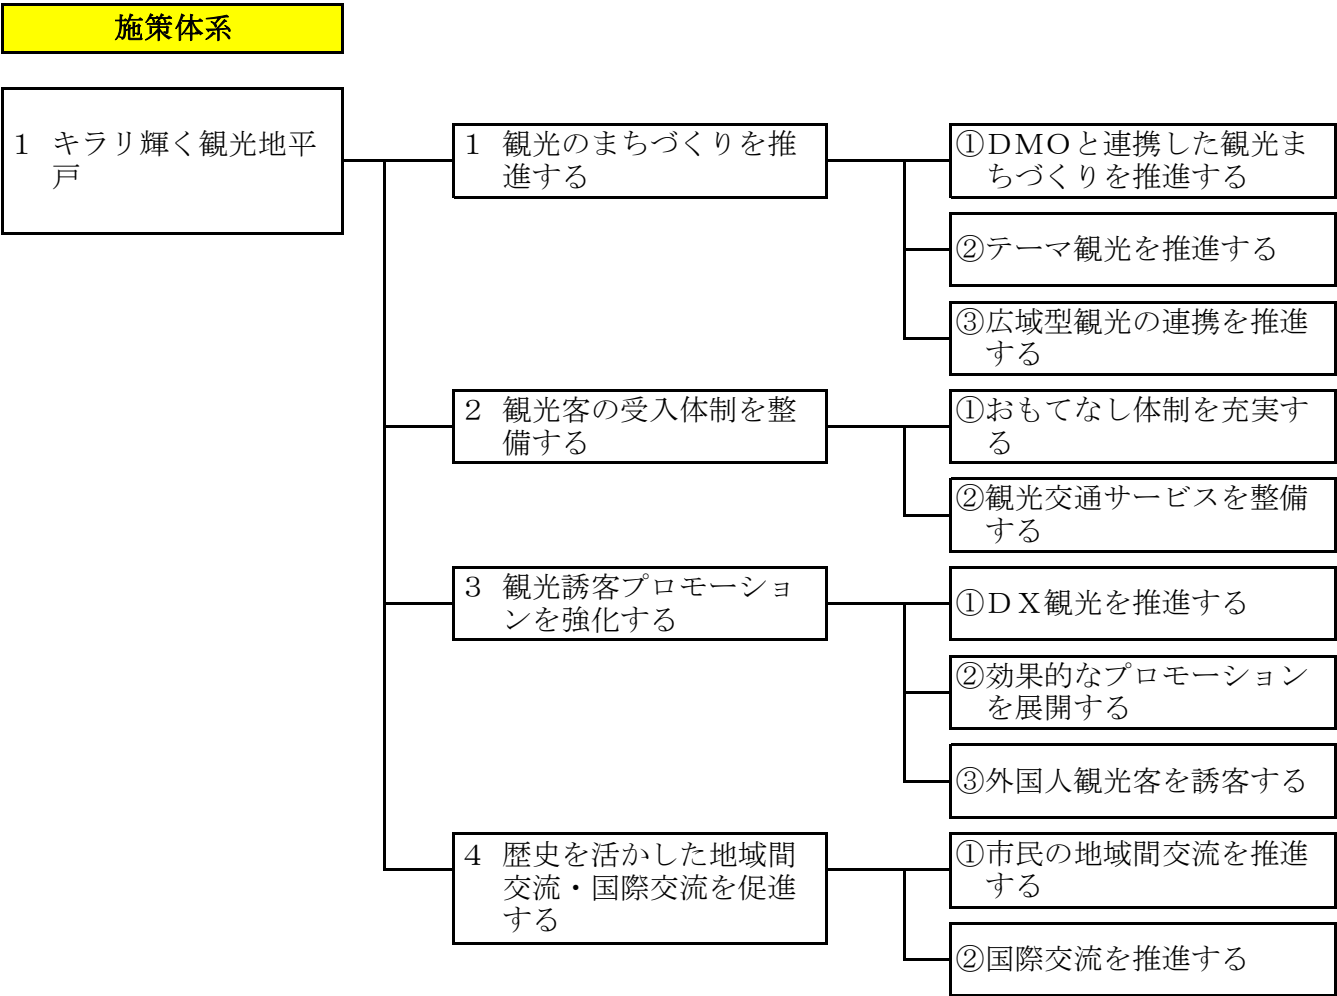 施策体系
１ キラリ輝く観光地平
戸
１ 観光のまちづくりを推
進する
①ＤＭＯと連携した観光ま
ちづくりを推進する
②テーマ観光を推進する
③広域型観光の連携を推進
する
２ 観光客の受入体制を整
備する
①おもてなし体制を充実す
る
②観光交通サービスを整備
する
３ 観光誘客プロモーショ
ンを強化する
①ＤＸ観光を推進する
②効果的なプロモーション
を展開する
③外国人観光客を誘客する
４ 歴史を活かした地域間
交流・国際交流を促進
する
①市民の地域間交流を推進
する
②国際交流を推進する